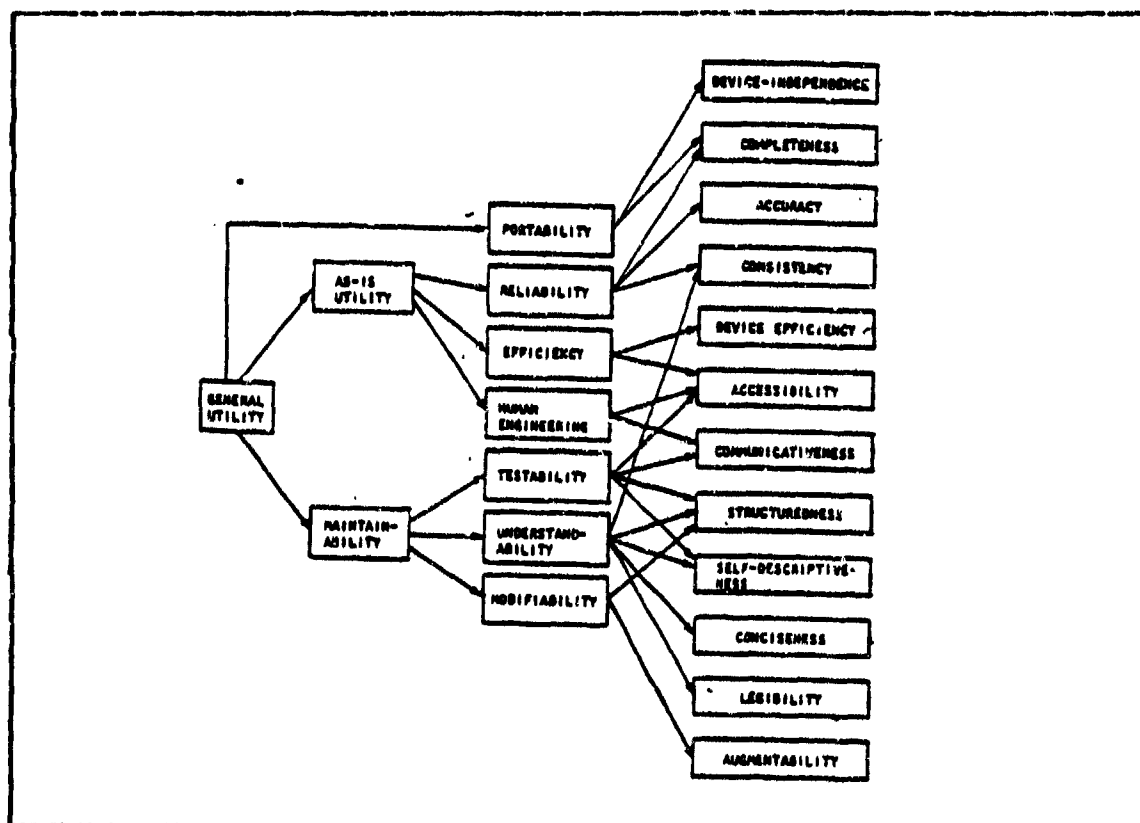 DEVICE-INDEPENDENCE
COMPLETENESS
ACCURACY
PORTABILITY
CONSISTENCY
AS-IS
UTILITY
RELIABILITY
DEVICE EFFICIENCY
EFFICIENCY
ACCESSIBILITY
GENERAL
UTILITY
HUMAN
ENGINEERING
COMMUNICATIVENESS
TESTABILITY
STRUCTUREDNESS
MAINTAIN-
ABILITY
UNDERSTAND-
ABILITY
SELF-DESCRIPTIVE-
NESS
MODIFIABILITY
CONCISENESS
LEGIBILITY
AUGMENTABILITY